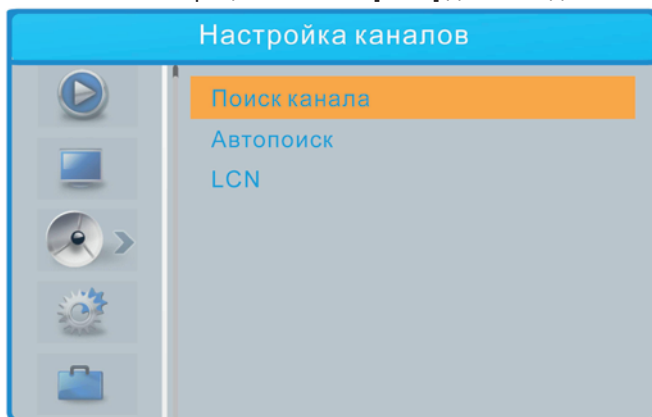 Настройка каналов
Поиск канала
Автопоиск
LCN